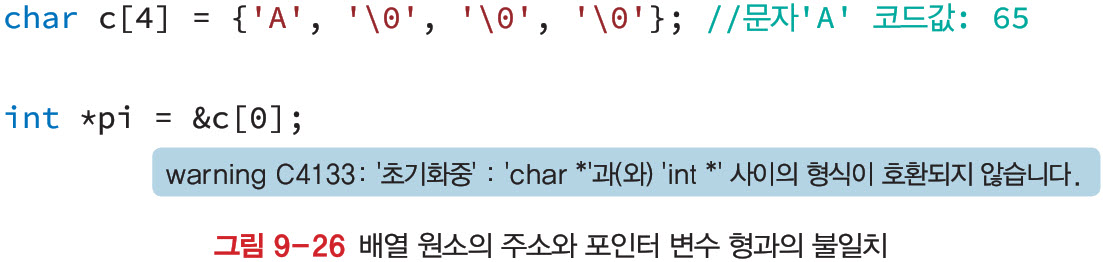 char c[4] = {'A', '\0', '\0', '\0'}; //문자'A' 코드값: 65
int *pi = &c[0];
warning C4133: '초기화중' : 'char *'과(와) 'int *' 사이의 형식이 호환되지 않습니다.
그림 9-26 배열 원소의 주소와 포인터 변수 형과의 불일치